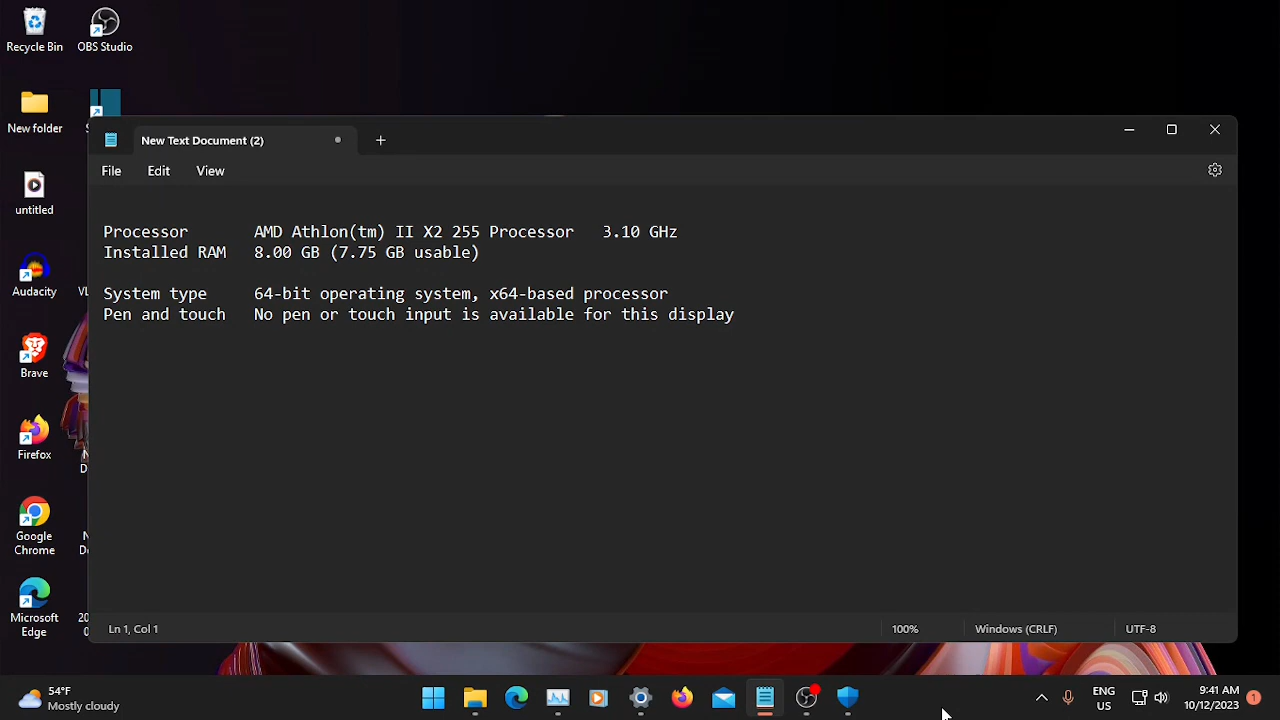 Recycle Bin
OBS Studio
New folder
untitled
Audacity
Brave
Firefox
Google
Chrome
Microsoft
Edge
New Text Document (2)
File Edit View
Processor AMD Athlon(tm) II X2 255 Processor 3.10 GHz
Installed RAM 8.00 GB (7.75 GB usable)
System type 64-bit operating system, x64-based processor
Pen and touch No pen or touch input is available for this display
Ln 1, Col 1
100%
Windows (CRLF)
UTF-8
54°F
Mostly cloudy
ENG
US
9:41 AM
10/12/2023
1